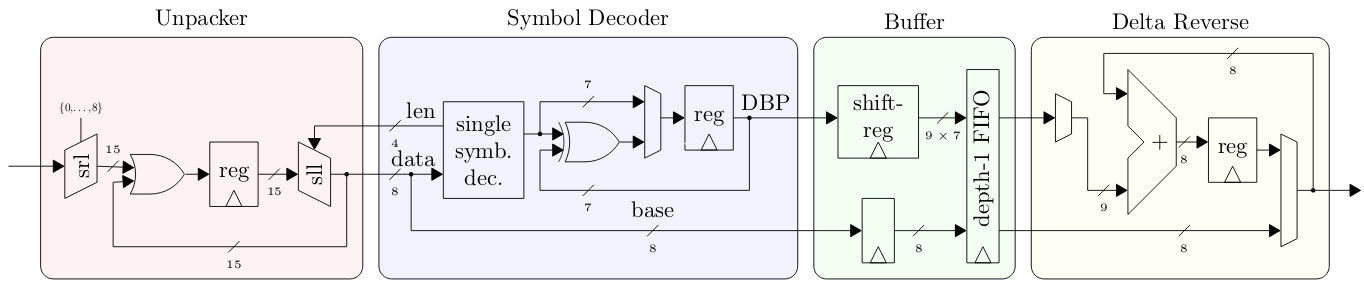 Unpacker
Symbol Decoder
Buffer
Delta Reverse
{0,...,8}
srl
15
reg
15
sll
15
len
4
data
8
single
symb.
dec.
7
7
reg
DBP
base
8
shift-
reg
9 × 7
8
depth-1 FIFO
9
+
8
8
reg
8